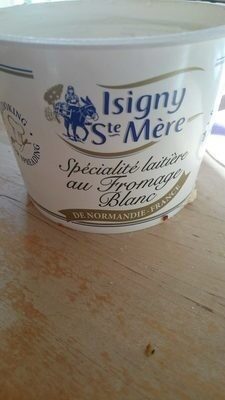 Isigny
Ste Mère
Spécialité laitière
au Fromage
Blanc
DE NORMANDIE - FRANCE